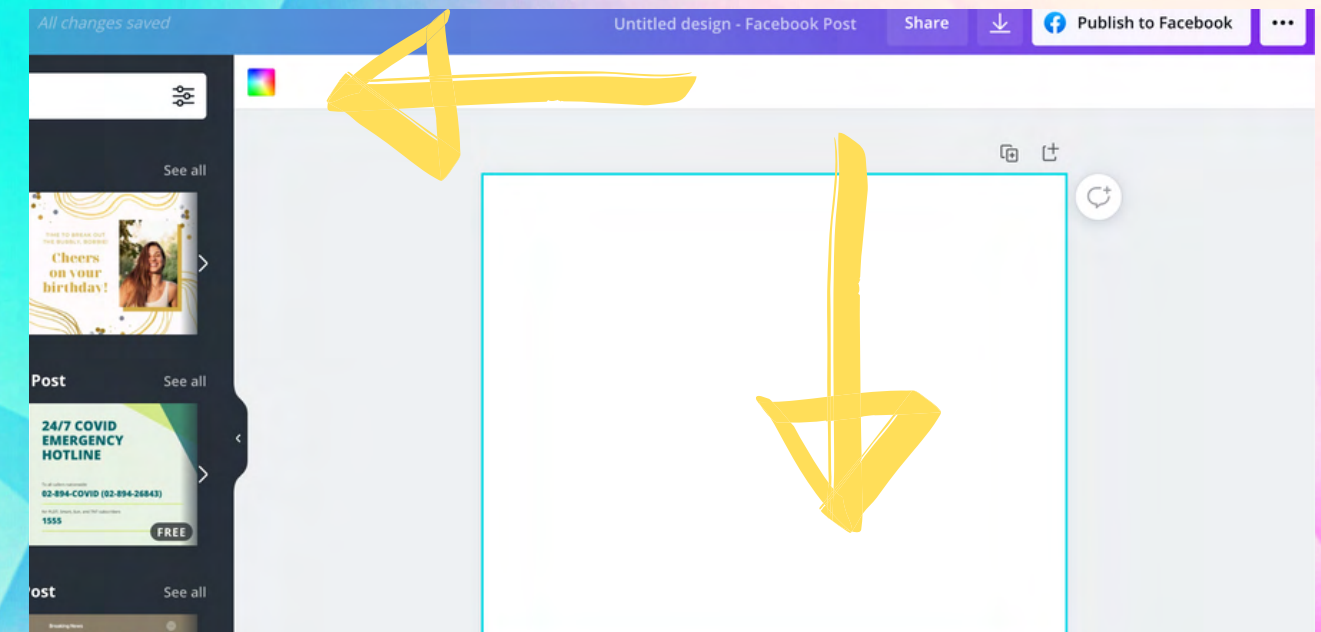 All changes saved
Untitled design - Facebook Post
Share
Publish to Facebook
See all
TIME TO BREAK OUT
THE BUBBLY,
Cheers
on your
birthday!
Post
See all
24/7 COVID
EMERGENCY
HOTLINE
02-894-COVID (02-894-26843)
1555
FREE
ost
See all
Breaking News